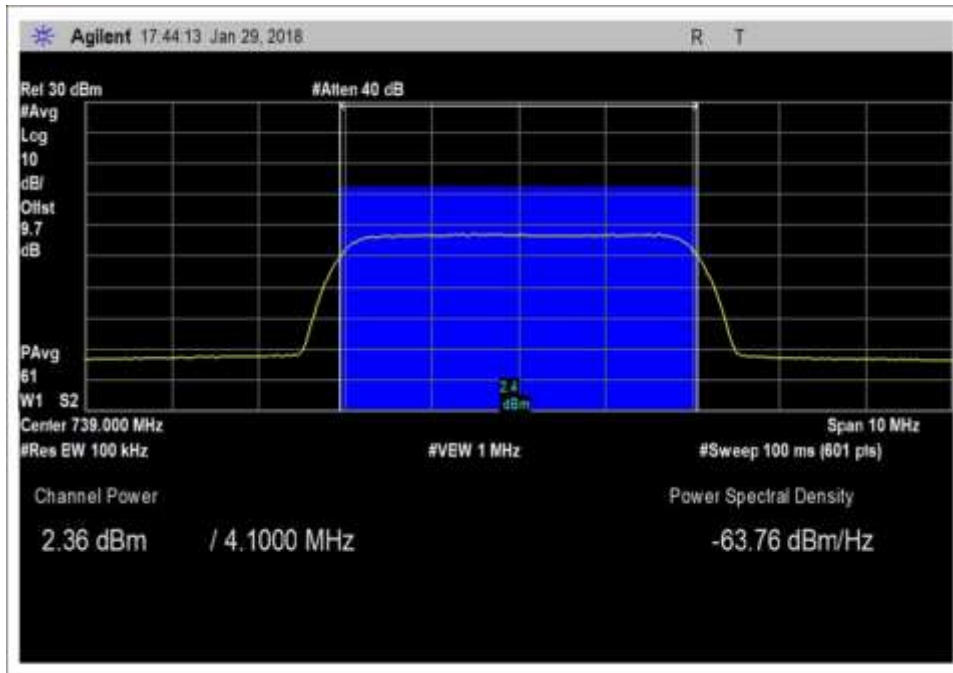 Agilent 17:44:13 Jan 29, 2018 R T
Ref 30 dBm #Atten 40 dB
#Avg
Log
10
dB/
Offst
9.7
dB
PAvg
61
W1 S2
2.4
dBm
Center 739.000 MHz Span 10 MHz
#Res BW 100 kHz #VBW 1 MHz #Sweep 100 ms (601 pts)
Channel Power Power Spectral Density
2.36 dBm / 4.1000 MHz -63.76 dBm/Hz